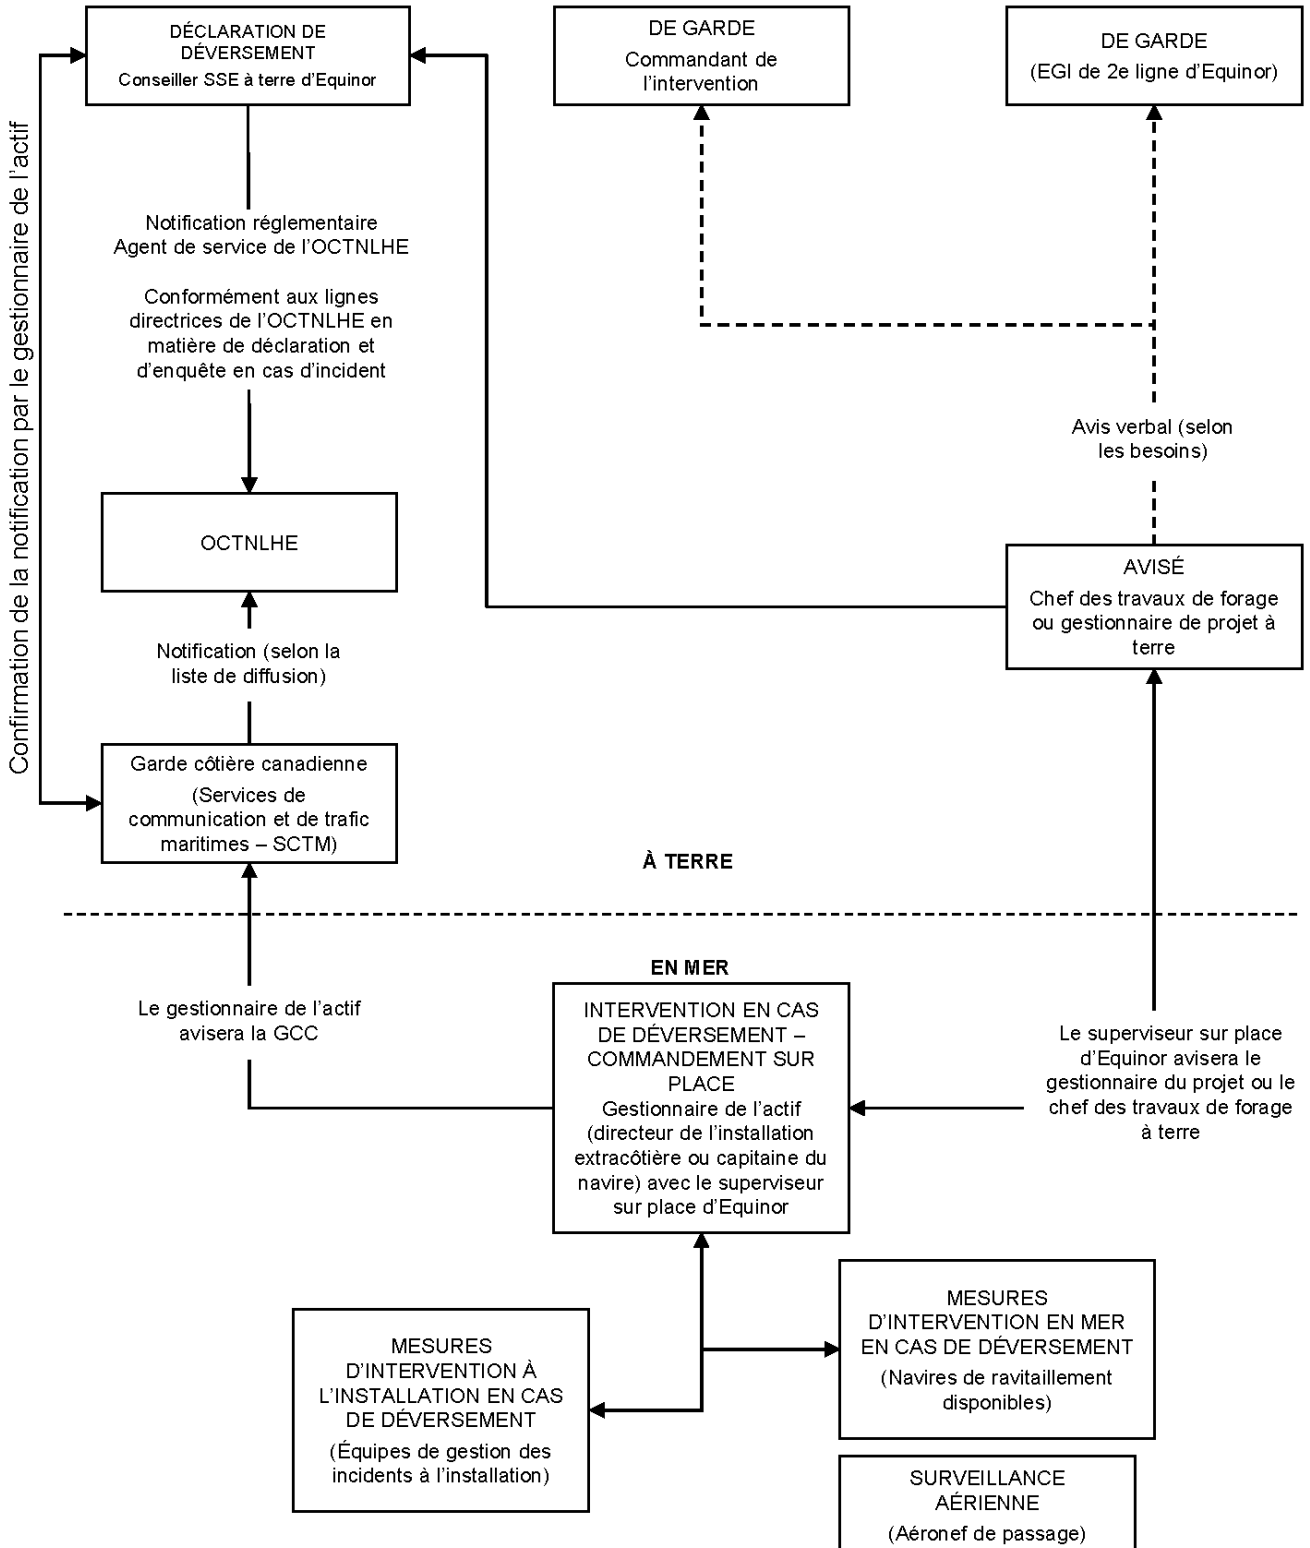 DÉCLARATION DE
DÉVERSEMENT
Conseiller SSE à terre d’Equinor
DE GARDE
Commandant de
l’intervention
DE GARDE
(EGI de 2e ligne d’Equinor)
Confirmation de la notification par le gestionnaire de l’actif
Notification réglementaire
Agent de service de l’OCTNLHE
Conformément aux lignes
directrices de l’OCTNLHE en
matière de déclaration et
d’enquête en cas d’incident
Avis verbal (selon
les besoins)
OCTNLHE
AVISÉ
Chef des travaux de forage
ou gestionnaire de projet à
terre
Notification (selon la
liste de diffusion)
Garde côtière canadienne
(Services de
communication et de trafic
maritimes – SCTM)
À TERRE
EN MER
Le gestionnaire de l’actif
avisera la GCC
INTERVENTION EN CAS
DE DÉVERSEMENT –
COMMANDEMENT SUR
PLACE
Gestionnaire de l’actif
(directeur de l’installation
extracôtière ou capitaine du
navire) avec le superviseur
sur place d’Equinor
Le superviseur sur place
d’Equinor avisera le
gestionnaire du projet ou le
chef des travaux de forage
à terre
MESURES
D’INTERVENTION À
L’INSTALLATION EN CAS
DE DÉVERSEMENT
(Équipes de gestion des
incidents à l’installation)
MESURES
D’INTERVENTION EN MER
EN CAS DE DÉVERSEMENT
(Navires de ravitaillement
disponibles)
SURVEILLANCE
AÉRIENNE
(Aéronef de passage)